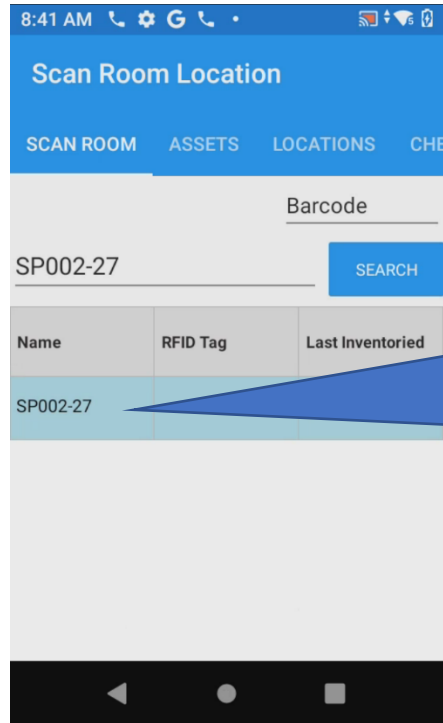 8:41 AM G
Scan Room Location
SCAN ROOM ASSETS LOCATIONS CHE
Barcode
SP002-27 SEARCH
Name RFID Tag Last Inventoried
SP002-27